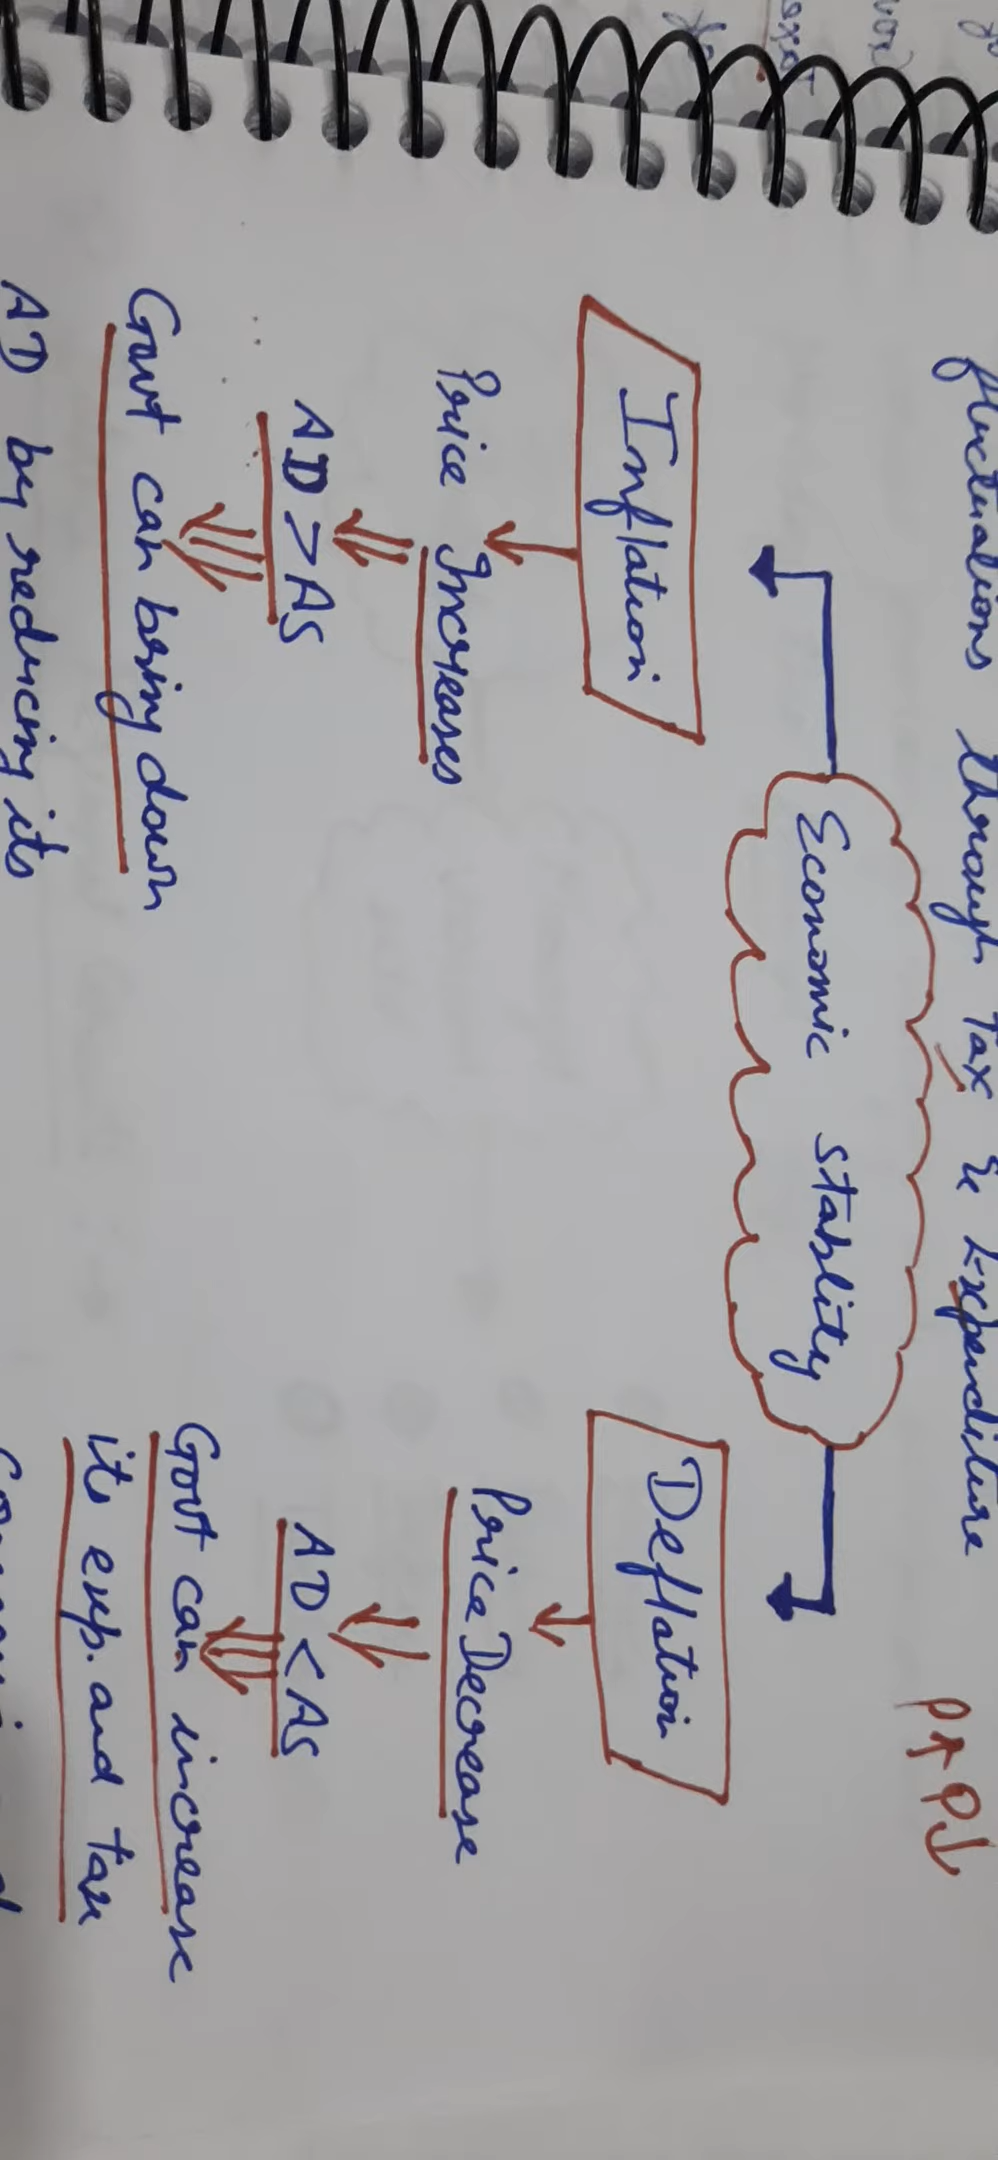 fluctuations through Tax & Expenditure
P↑ P↓
Economic stablity
Inflation
Price Increases
AD > AS
Govt can bring down
AD by reducing its
Deflation
Price Decrease
AD < AS
Govt can increase
its exp. and tax